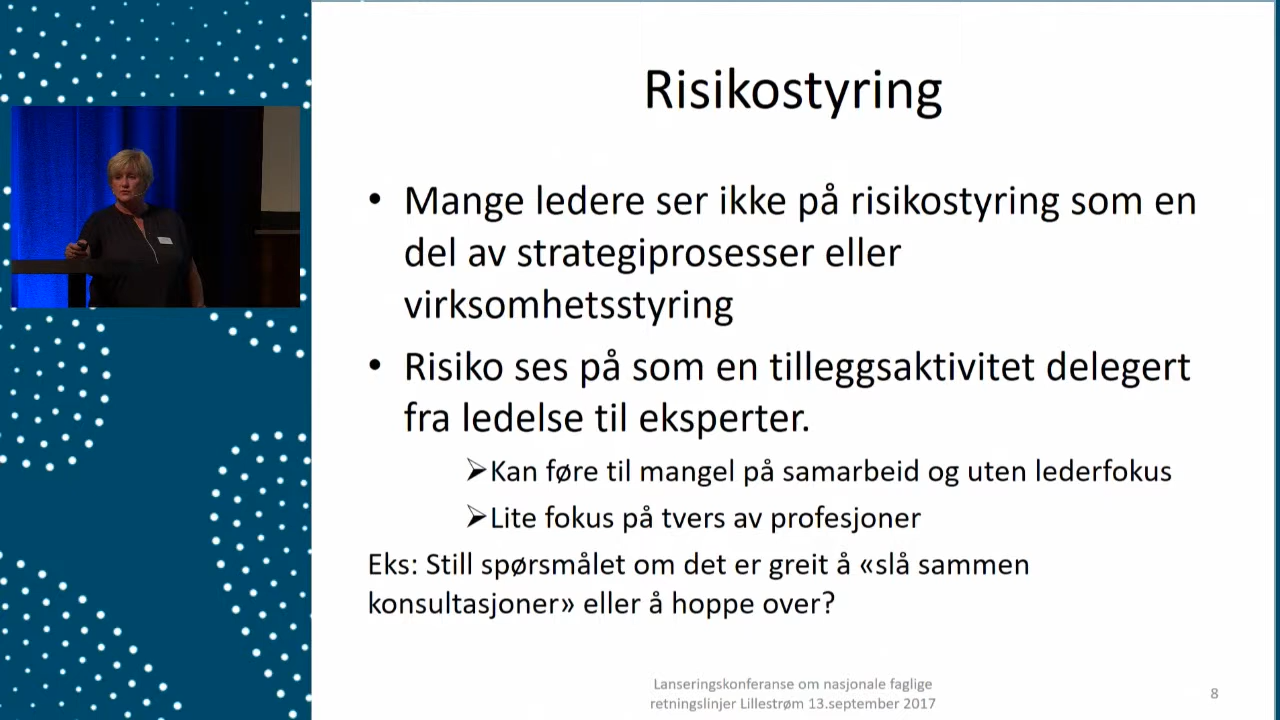 Risikostyring
• Mange ledere ser ikke på risikostyring som en
del av strategiprosesser eller
virksomhetsstyring
• Risiko ses på som en tilleggsaktivitet delegert
fra ledelse til eksperter.
➢Kan føre til mangel på samarbeid og uten lederfokus
➢Lite fokus på tvers av profesjoner
Eks: Still spørsmålet om det er greit å «slå sammen
konsultasjoner» eller å hoppe over?
Lanseringskonferanse om nasjonale faglige
retningslinjer Lillestrøm 13.september 2017
8